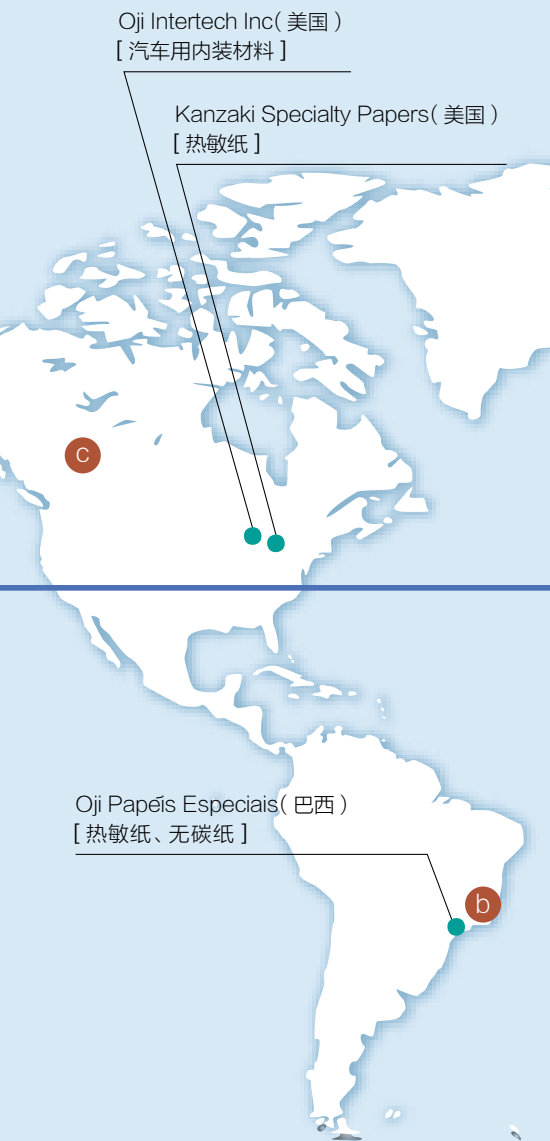 Oji Intertech Inc( 美国 )
[ 汽车用内装材料 ]
Kanzaki Specialty Papers( 美国 )
[ 热敏纸 ]
C
Oji Papéis Especiais( 巴西 )
[ 热敏纸、无碳纸 ]
b